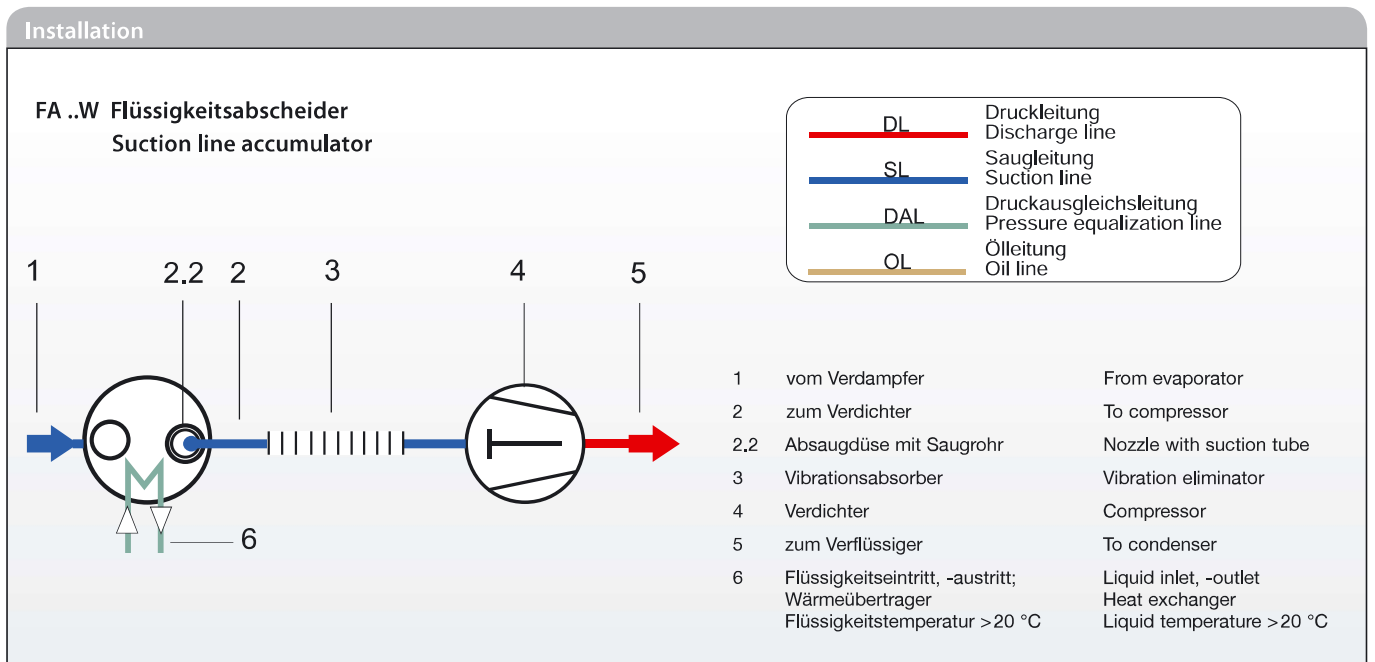 Installation
FA ..W Flüssigkeitsabscheider
Suction line accumulator
DL Druckleitung
Discharge line
SL Saugleitung
Suction line
DAL Druckausgleichsleitung
Pressure equalization line
OL Ölleitung
Oil line
1 2.2 2 3 4 5
6
1 vom Verdampfer From evaporator
2 zum Verdichter To compressor
2.2 Absaugdüse mit Saugrohr Nozzle with suction tube
3 Vibrationsabsorber Vibration eliminator
4 Verdichter Compressor
5 zum Verflüssiger To condenser
6 Flüssigkeitseintritt, -austritt; Liquid inlet, -outlet
Wärmeübertrager Heat exchanger
Flüssigkeitstemperatur >20 °C Liquid temperature >20 °C